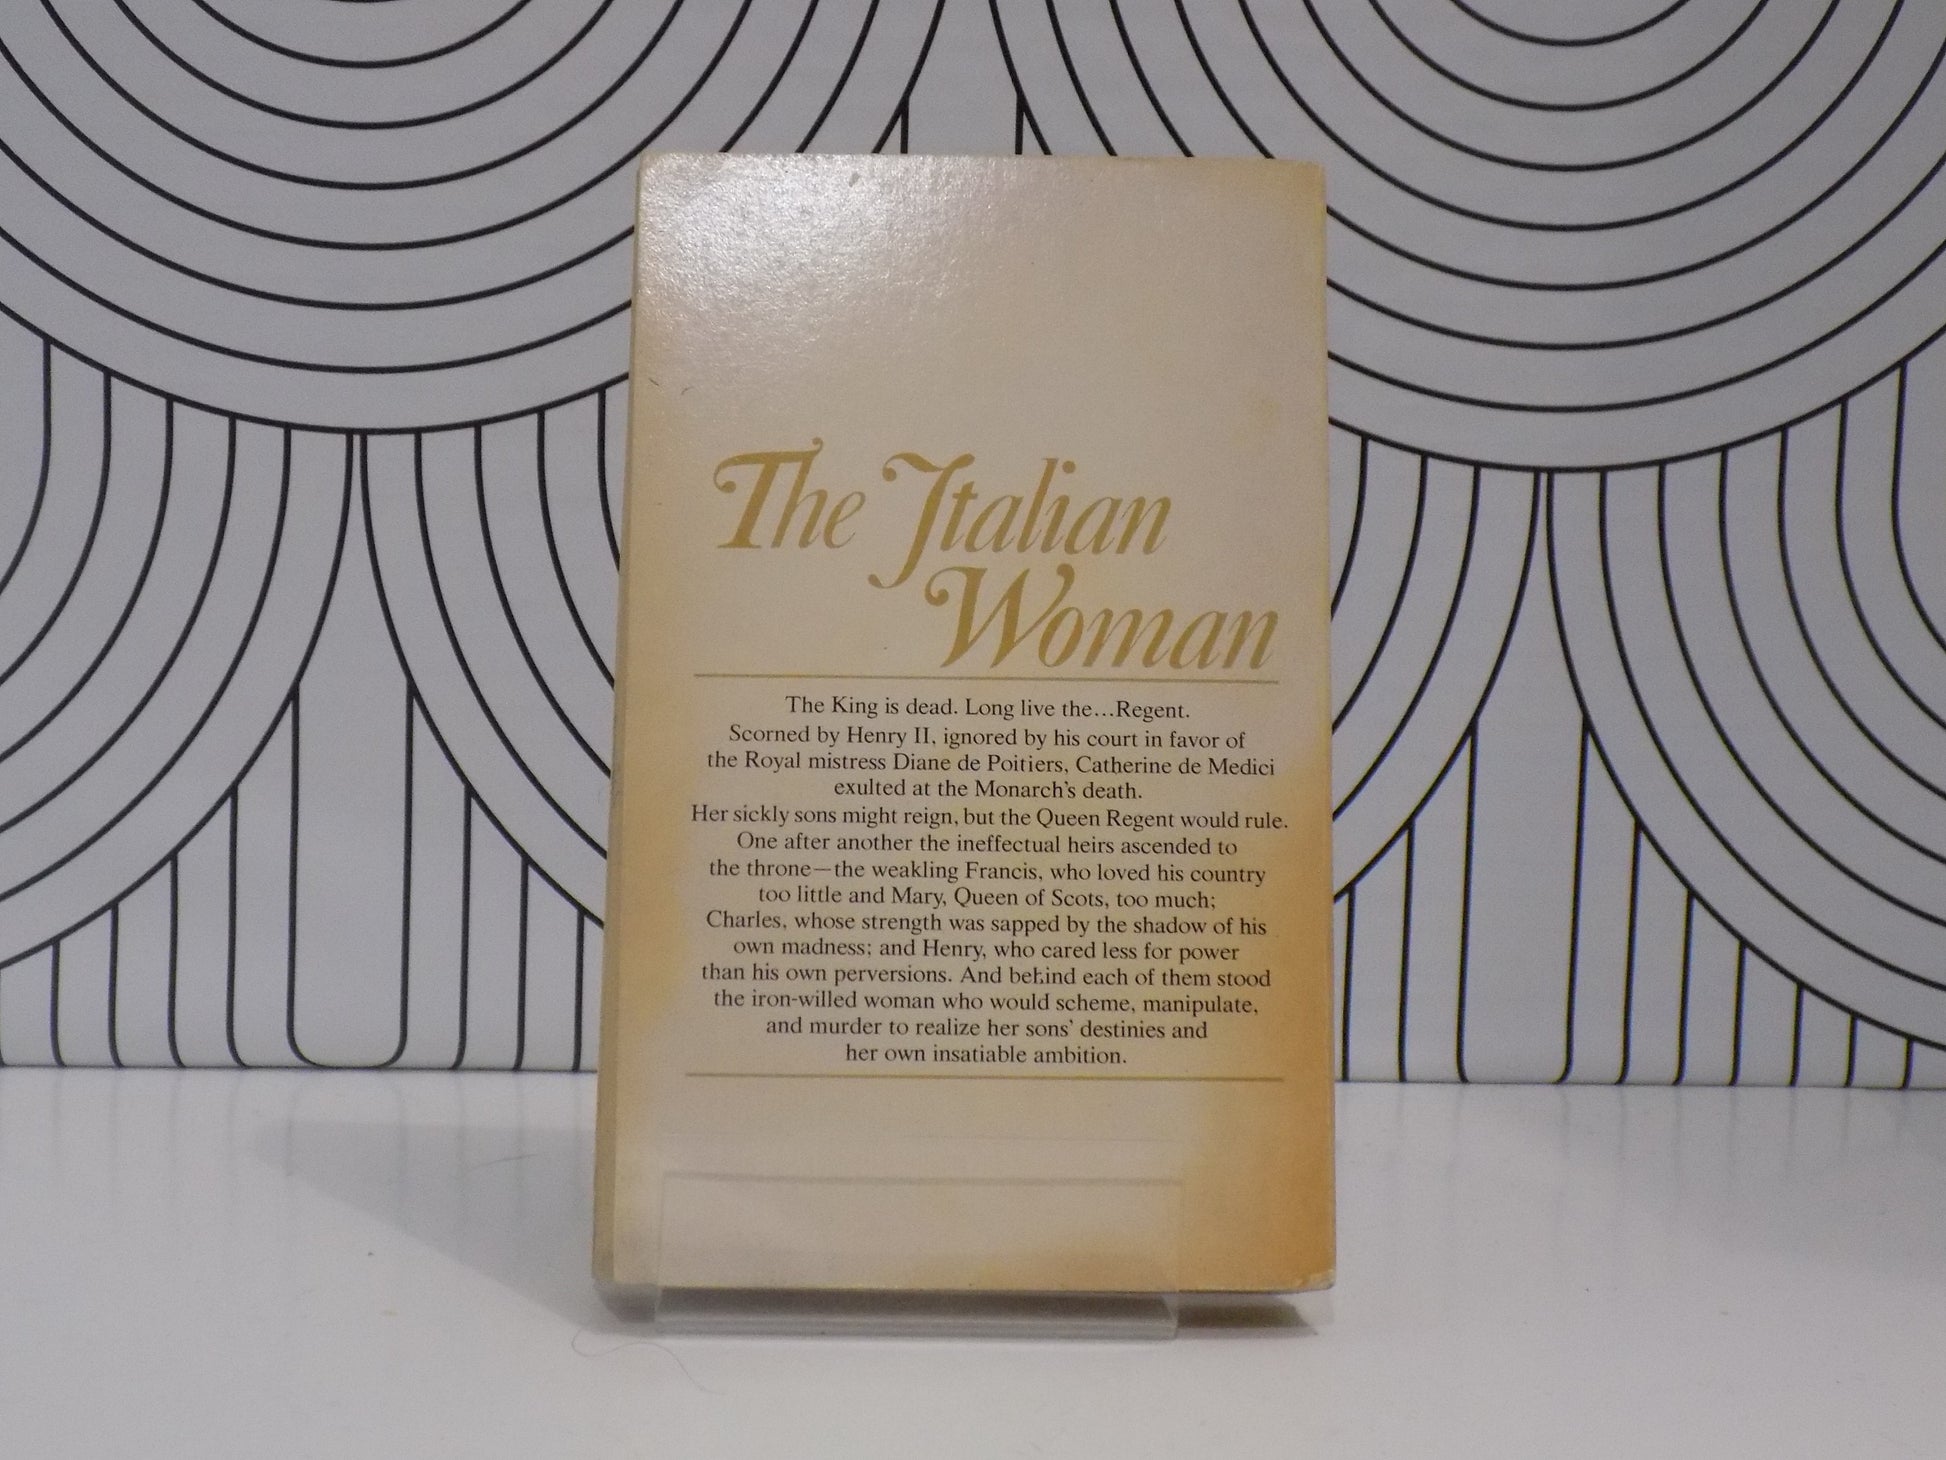 The Italian
Woman
The King is dead. Long live the...Regent.
Scorned by Henry II, ignored by his court in favor of
the Royal mistress Diane de Poitiers, Catherine de Medici
exulted at the Monarch's death.
Her sickly sons might reign, but the Queen Regent would rule.
One after another the ineffectual heirs ascended to
the throne—the weakling Francis, who loved his country
too little and Mary, Queen of Scots, too much;
Charles, whose strength was sapped by the shadow of his
own madness; and Henry, who cared less for power
than his own perversions. And behind each of them stood
the iron-willed woman who would scheme, manipulate,
and murder to realize her sons' destinies and
her own insatiable ambition.